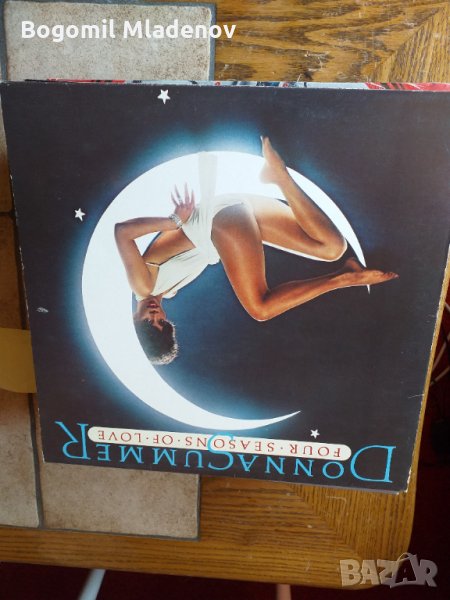 Bogomil Mladenov
DONNA SUMMER
FOUR · SEASONS · OF · LOVE
BAZAR